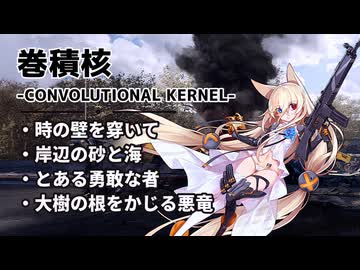 巻積核
-CONVOLUTIONAL KERNEL-
・時の壁を穿いて
・岸辺の砂と海
・とある勇敢な者
・大樹の根をかじる悪竜